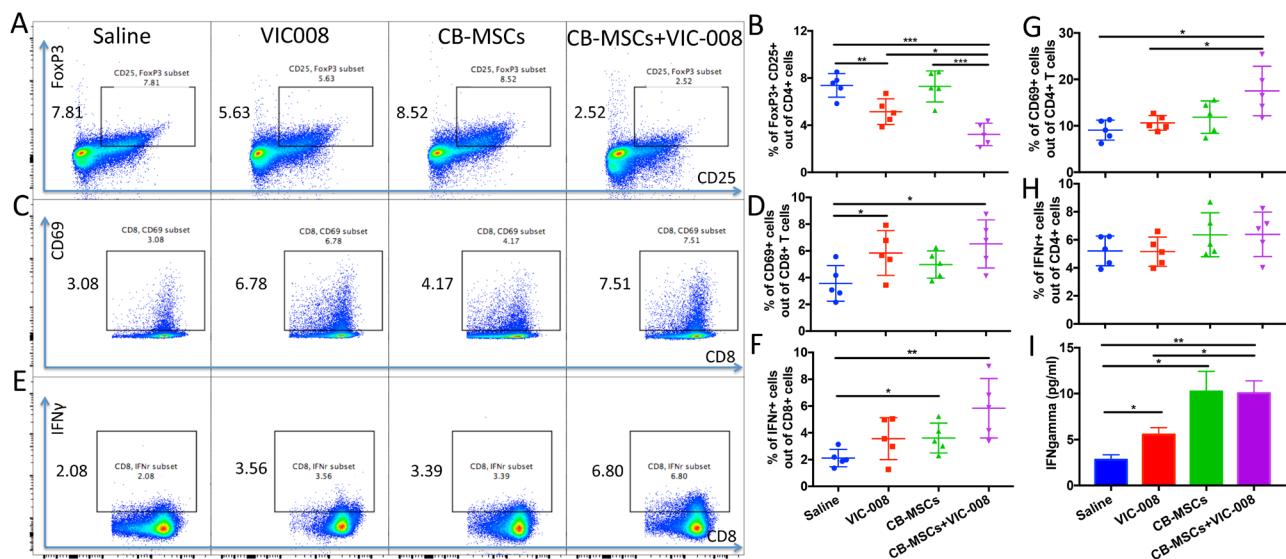 A
Saline
VIC008
CB-MSCs
CB-MSCs+VIC-008
FoxP3
CD25, FoxP3 subset
7.81
CD25, FoxP3 subset
5.63
CD25, FoxP3 subset
8.52
CD25, FoxP3 subset
2.52
7.81
5.63
8.52
2.52
CD25
B
% of FoxP3+ CD25+
out of CD4+ cells
12
8
4
0
***
*
**
***
G
% of CD69+ cells
out of CD4+ T cells
30
20
10
0
*
*
C
CD69
CD8, CD69 subset
3.08
CD8, CD69 subset
6.78
CD8, CD69 subset
4.17
CD8, CD69 subset
7.51
3.08
6.78
4.17
7.51
CD8
D
% of CD69+ cells
out of CD8+ T cells
10
8
6
4
2
0
*
*
H
% of IFNr+ cells
out of CD4+ cells
10
8
6
4
2
0
E
IFNγ
CD8, IFNr subset
2.08
CD8, IFNr subset
3.56
CD8, IFNr subset
3.39
CD8, IFNr subset
6.80
2.08
3.56
3.39
6.80
CD8
F
% of IFNr+ cells
out of CD8+ cells
10
8
6
4
2
0
**
*
Saline
VIC-008
CB-MSCs
CB-MSCs+VIC-008
I
IFNgamma (pg/ml)
15
10
5
0
**
*
*
*
Saline
VIC-008
CB-MSCs
CB-MSCs+VIC-008